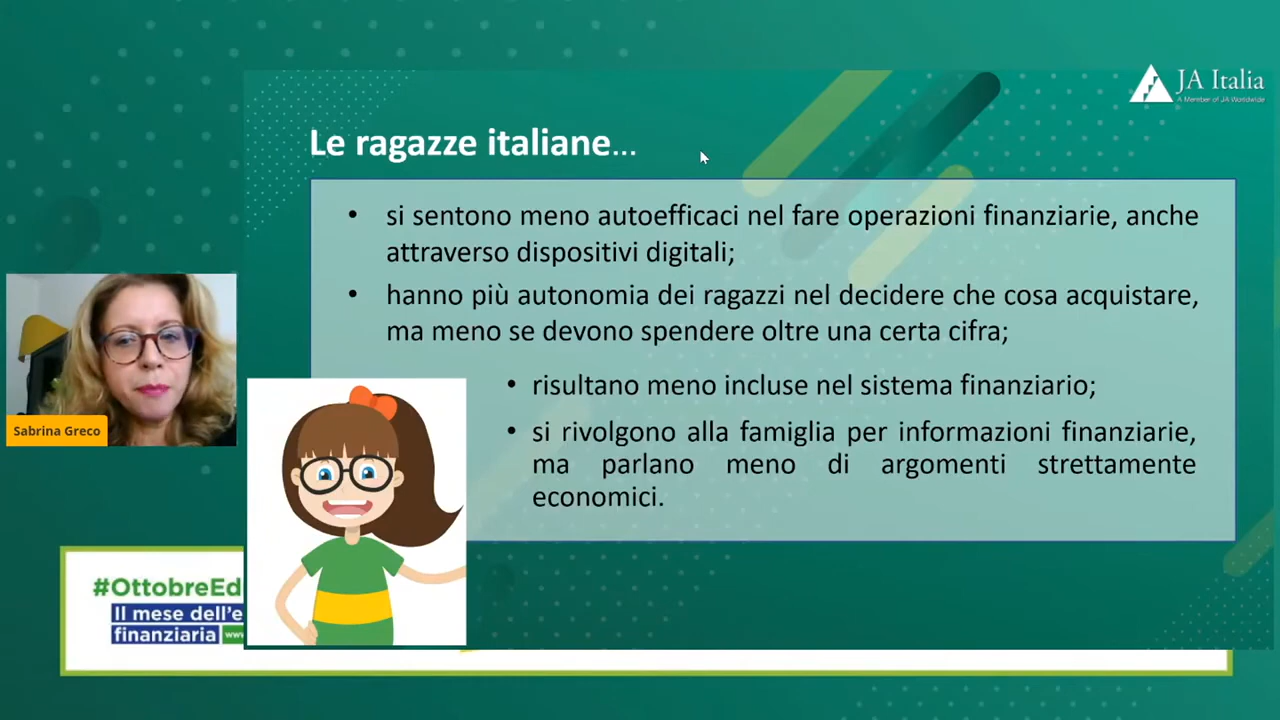 JA Italia
A Member of JA Worldwide
Le ragazze italiane...
• si sentono meno autoefficaci nel fare operazioni finanziarie, anche
attraverso dispositivi digitali;
• hanno più autonomia dei ragazzi nel decidere che cosa acquistare,
ma meno se devono spendere oltre una certa cifra;
• risultano meno incluse nel sistema finanziario;
• si rivolgono alla famiglia per informazioni finanziarie,
ma parlano meno di argomenti strettamente
economici.
Sabrina Greco
#OttobreEd
Il mese dell'e
finanziaria www